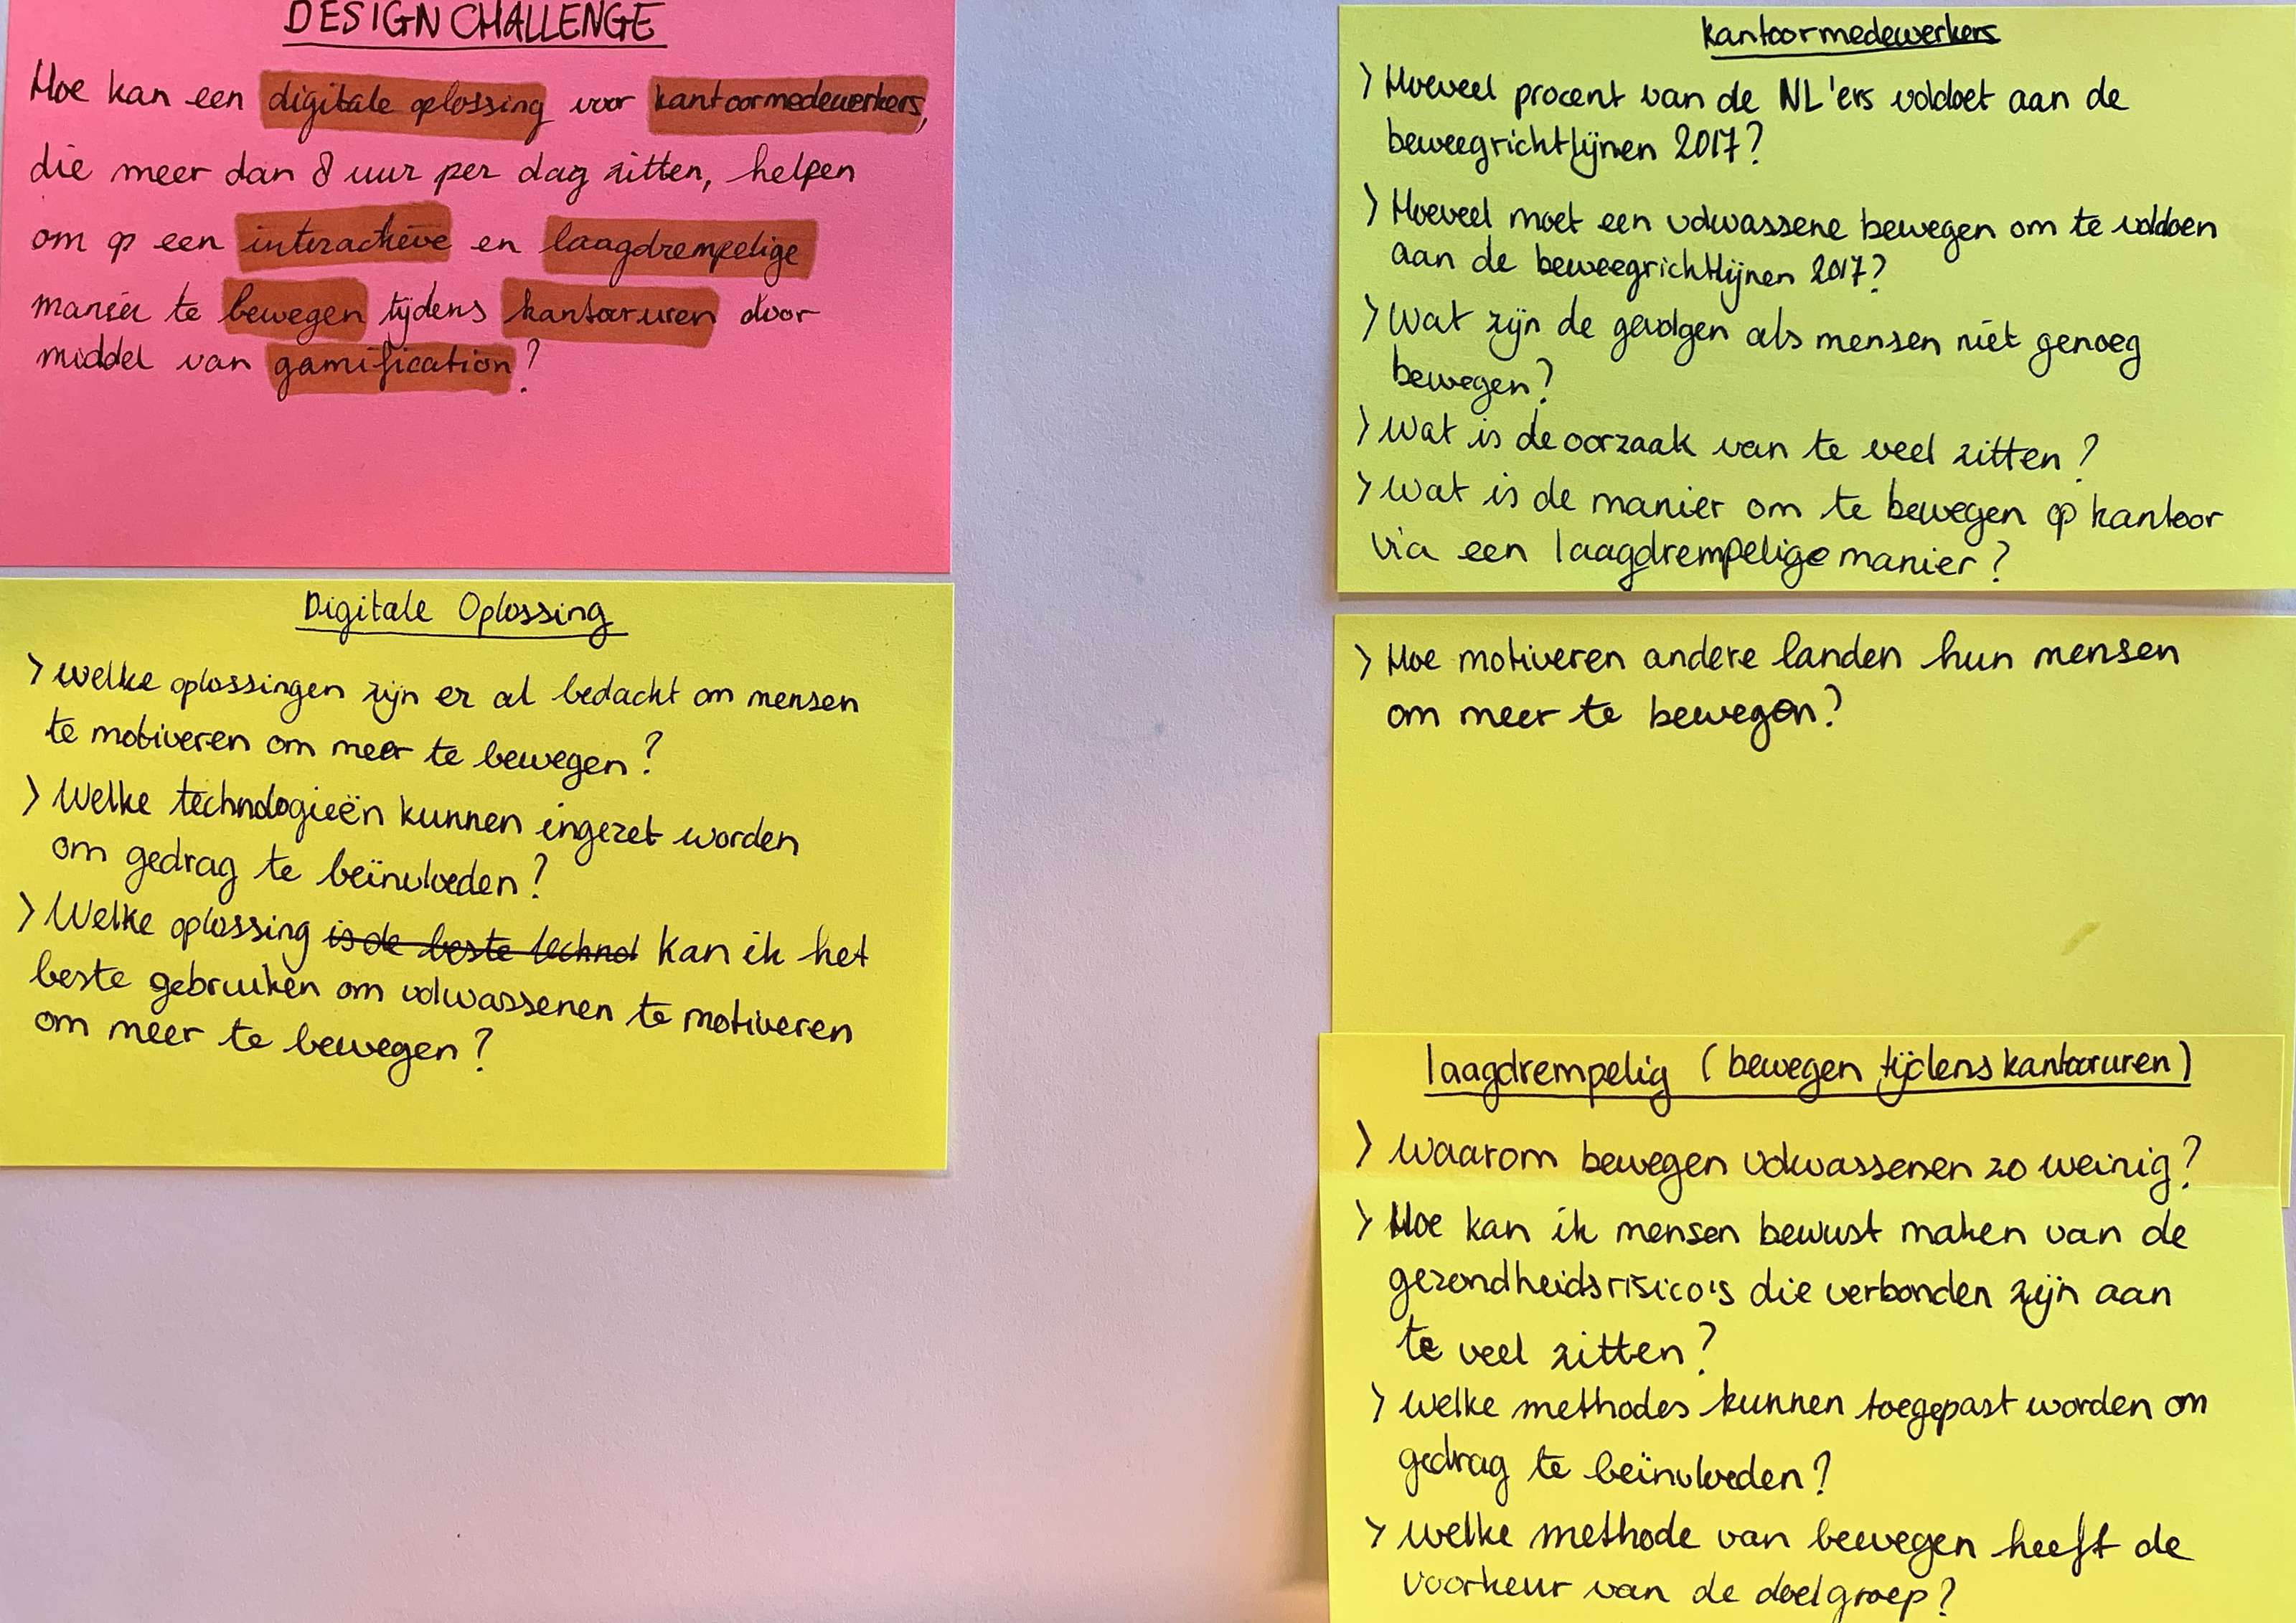 DESIGN CHALLENGE
Hoe kan een digitale oplossing voor kantoormedewerkers,
die meer dan 8 uur per dag zitten, helpen
om op een interactieve en laagdrempelige
manier te bewegen tijdens kantooruren door
middel van gamification?
Digitale Oplossing
> Welke oplossingen zijn er al bedacht om mensen
te motiveren om meer te bewegen?
> Welke technologieën kunnen ingezet worden
om gedrag te beïnvloeden?
> Welke oplossing is de beste technol kan ik het
beste gebruiken om volwassenen te motiveren
om meer te bewegen?
kantoormedewerkers
> Hoeveel procent van de NL'ers voldoet aan de
beweegrichtlijnen 2017?
> Hoeveel moet een volwassene bewegen om te voldoen
aan de beweegrichtlijnen 2017?
> Wat zijn de gevolgen als mensen niet genoeg
bewegen?
> Wat is de oorzaak van te veel zitten?
> Wat is de manier om te bewegen op kantoor
via een laagdrempelige manier?
> Hoe motiveren andere landen hun mensen
om meer te bewegen?
laagdrempelig (bewegen tijdens kantooruren)
> waarom bewegen volwassenen zo weinig?
> Hoe kan ik mensen bewust maken van de
gezondheidsrisico's die verbonden zijn aan
te veel zitten?
> welke methodes kunnen toegepast worden om
gedrag te beïnvloeden?
> welke methode van bewegen heeft de
voorkeur van de doelgroep?